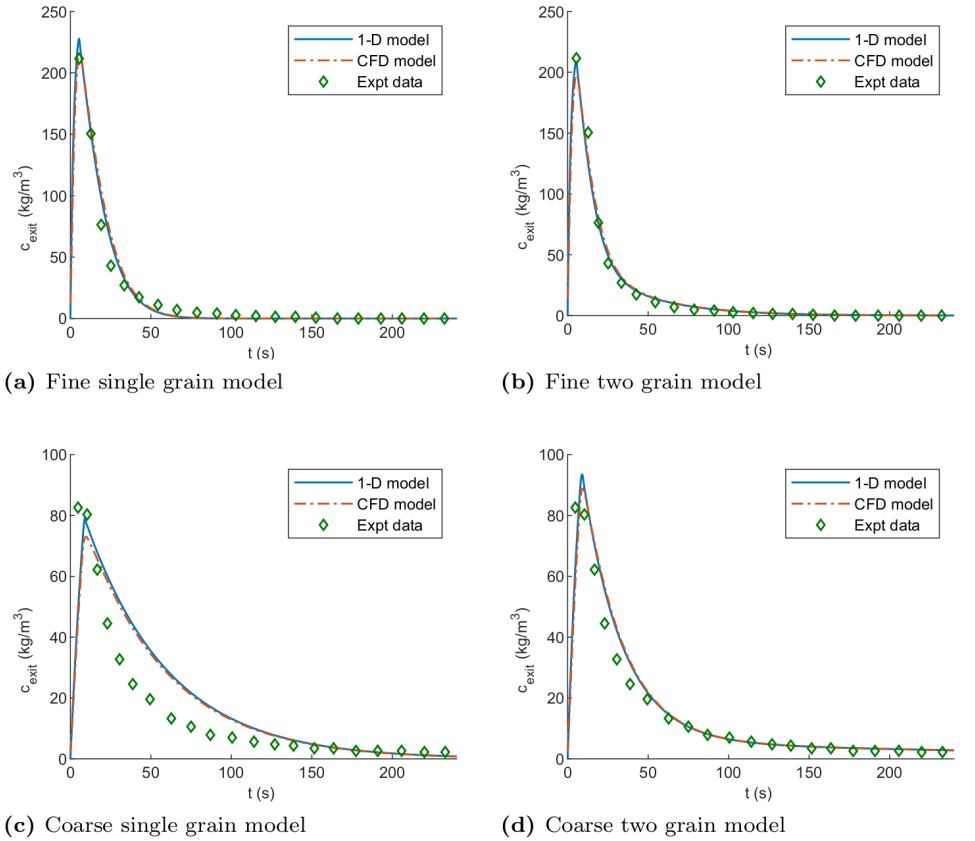 250
200
150
100
50
0
c_exit (kg/m³)
0 50 100 150 200
t (s)
1-D model
CFD model
Expt data
(a) Fine single grain model
250
200
150
100
50
0
c_exit (kg/m³)
0 50 100 150 200
t (s)
1-D model
CFD model
Expt data
(b) Fine two grain model
100
80
60
40
20
0
c_exit (kg/m³)
0 50 100 150 200
t (s)
1-D model
CFD model
Expt data
(c) Coarse single grain model
100
80
60
40
20
0
c_exit (kg/m³)
0 50 100 150 200
t (s)
1-D model
CFD model
Expt data
(d) Coarse two grain model